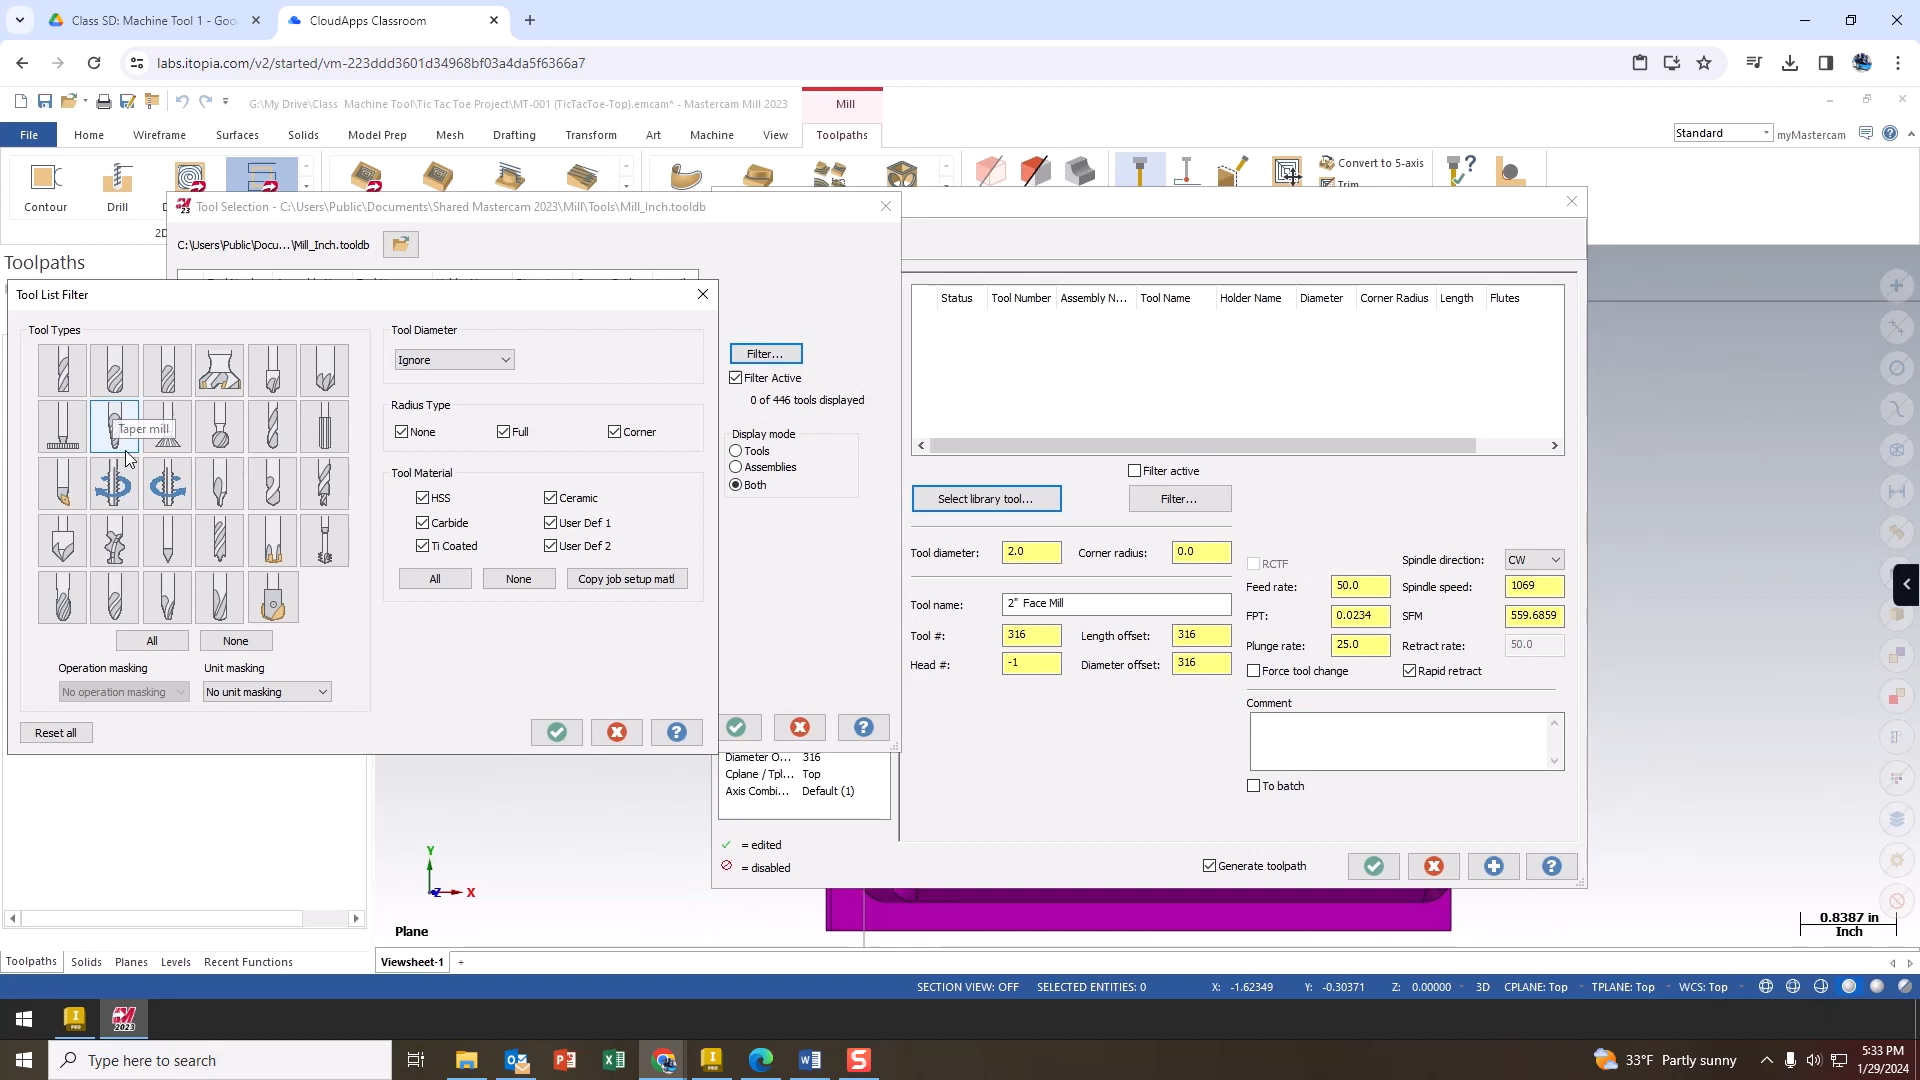 Class SD: Machine Tool 1 - Goo
CloudApps Classroom
labs.itopia.com/v2/started/vm-223ddd3601d34968bf03a4da5f6366a7
G:\My Drive\Class  Machine Tool\Tic Tac Toe Project\MT-001 (TicTacToe-Top).emcam* - Mastercam Mill 2023
Mill
File Home Wireframe Surfaces Solids Model Prep Mesh Drafting Transform Art Machine View Toolpaths
Standard
myMastercam
Convert to 5-axis
Trim
Contour
Drill
2D
Toolpaths
Tool Selection - C:\Users\Public\Documents\Shared Mastercam 2023\Mill\Tools\Mill_Inch.tooldb
C:\Users\Public\Docu...\Mill_Inch.tooldb
Tool List Filter
Tool Types
Taper mill
All
None
Operation masking
Unit masking
No operation masking
No unit masking
Reset all
Tool Diameter
Ignore
Radius Type
None
Full
Corner
Tool Material
HSS
Ceramic
Carbide
User Def 1
Ti Coated
User Def 2
All
None
Copy job setup matl
Filter...
Filter Active
0 of 446 tools displayed
Display mode
Tools
Assemblies
Both
Diameter O... 316
Cplane / Tpl... Top
Axis Combi... Default (1)
= edited
= disabled
Status Tool Number Assembly N... Tool Name Holder Name Diameter Corner Radius Length Flutes
Filter active
Select library tool...
Filter...
Tool diameter: 2.0
Corner radius: 0.0
Tool name: 2" Face Mill
Tool #: 316
Length offset: 316
Head #: -1
Diameter offset: 316
RCTF
Spindle direction: CW
Feed rate: 50.0
Spindle speed: 1069
FPT: 0.0234
SFM 559.6859
Plunge rate: 25.0
Retract rate: 50.0
Force tool change
Rapid retract
Comment
To batch
Generate toolpath
Y
Z
X
Plane
0.8387 in
Inch
Toolpaths Solids Planes Levels Recent Functions
Viewsheet-1 +
SECTION VIEW: OFF SELECTED ENTITIES: 0 X: -1.62349 Y: -0.30371 Z: 0.00000 3D CPLANE: Top TPLANE: Top WCS: Top
Type here to search
33°F Partly sunny
5:33 PM
1/29/2024